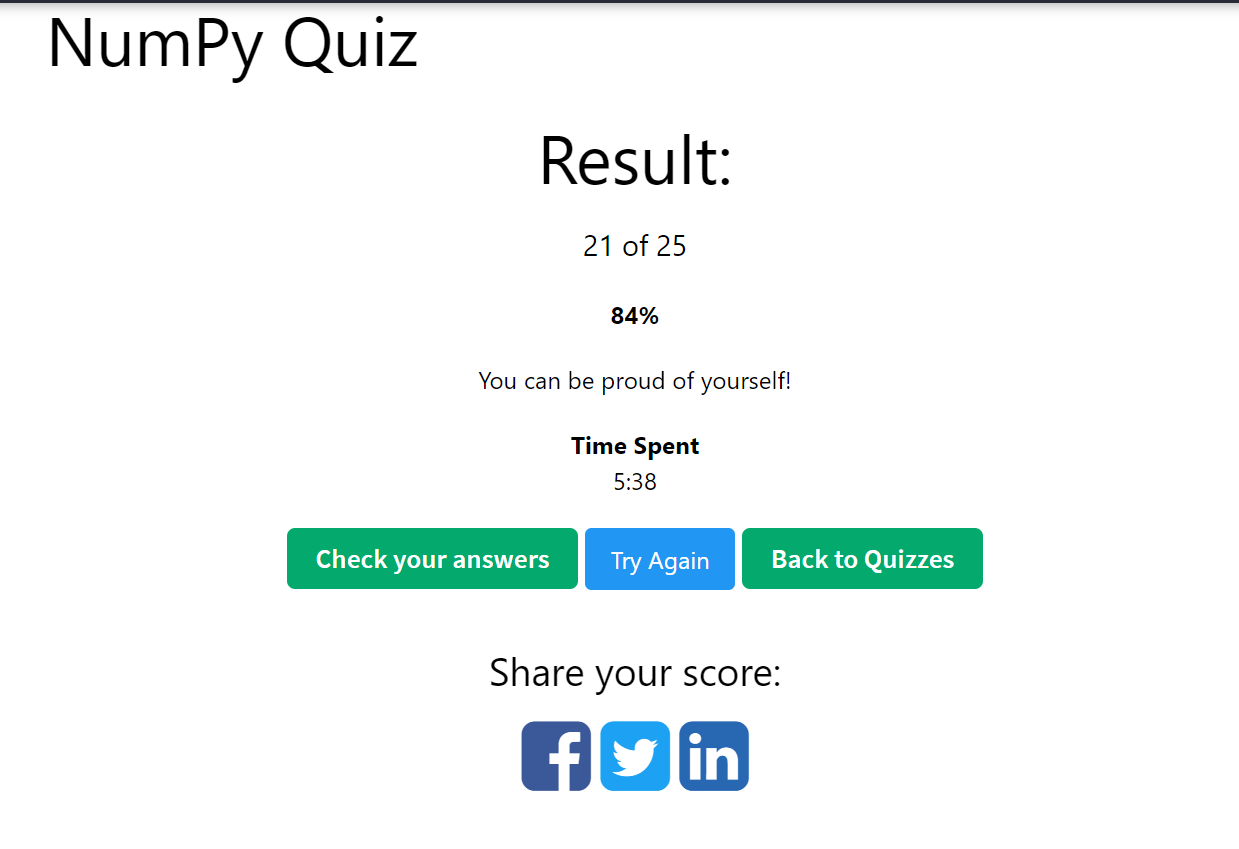 NumPy Quiz
Result:
21 of 25
84%
You can be proud of yourself!
Time Spent
5:38
Check your answers Try Again Back to Quizzes
Share your score:
f in